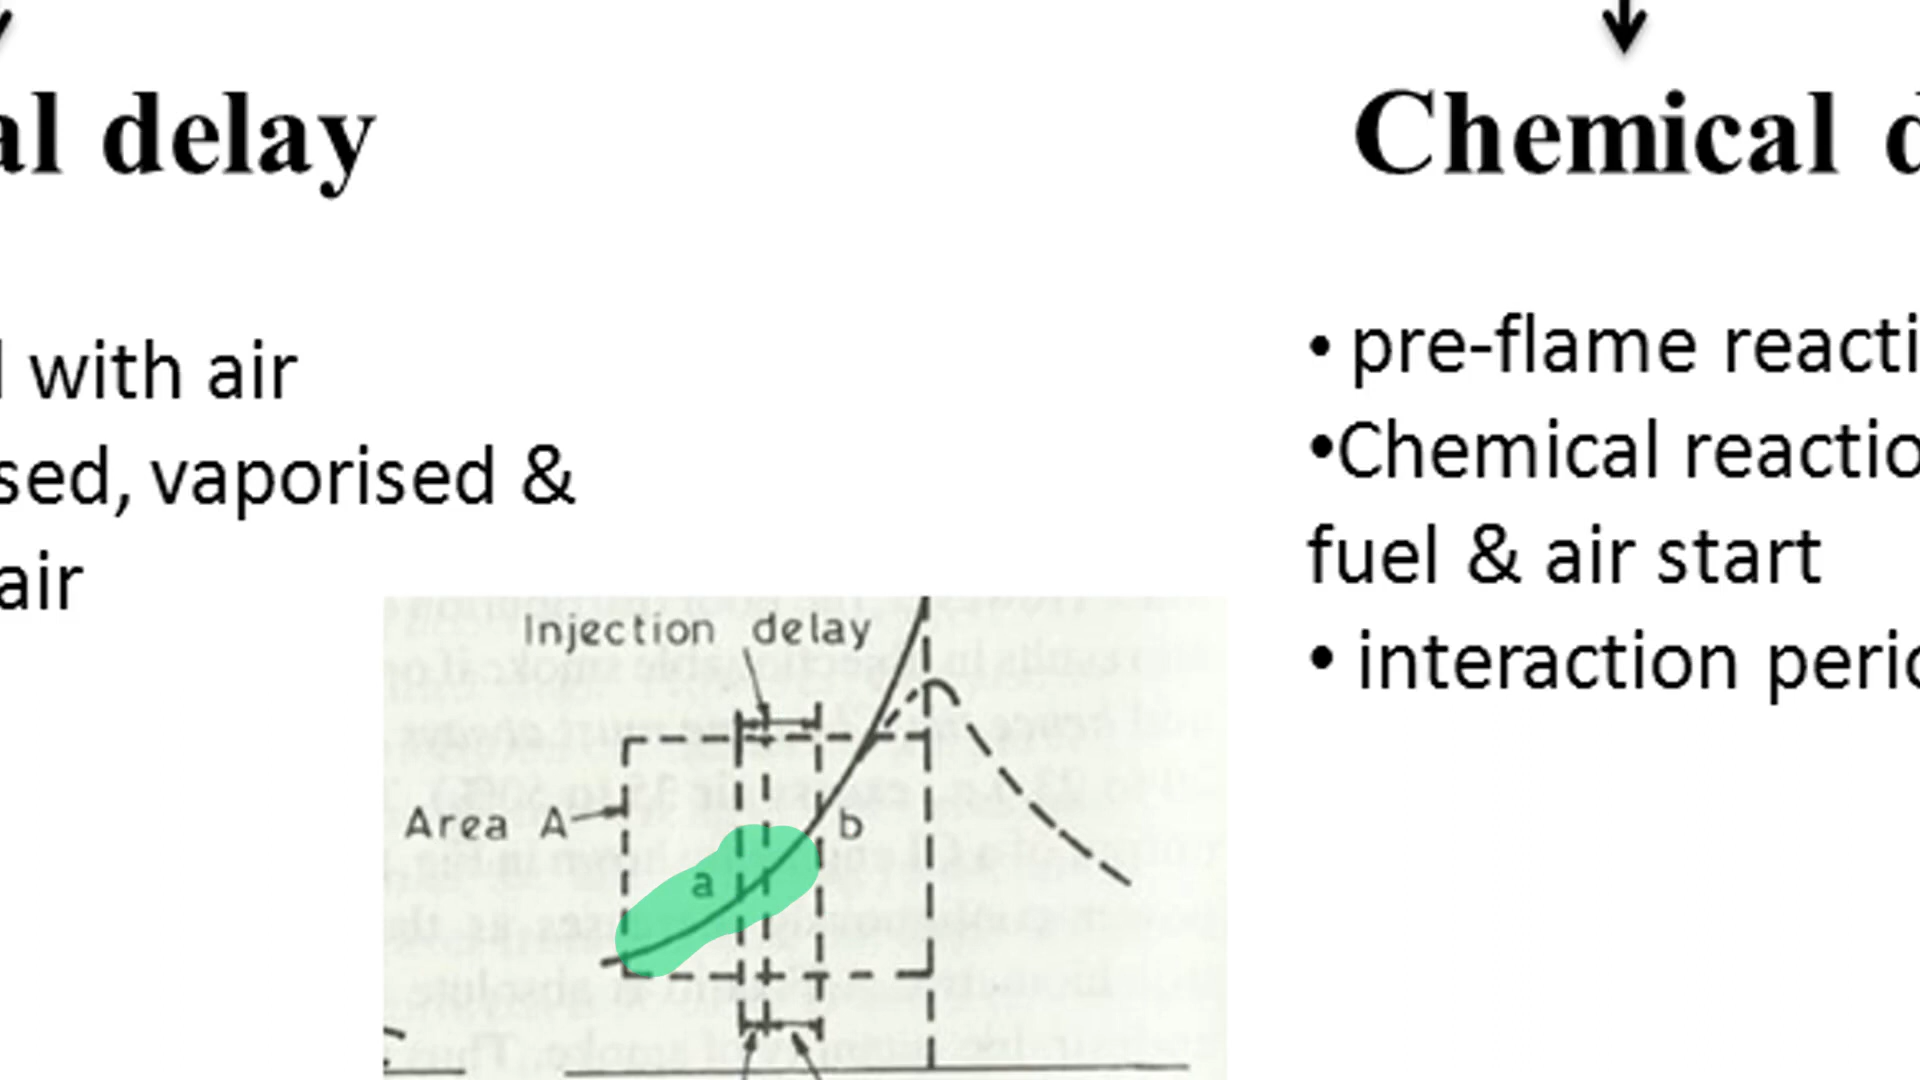 al delay
Chemical d
with air
sed, vaporised &
air
• pre-flame reacti
•Chemical reactio
fuel & air start
• interaction perio
Injection delay
Area A
a
b